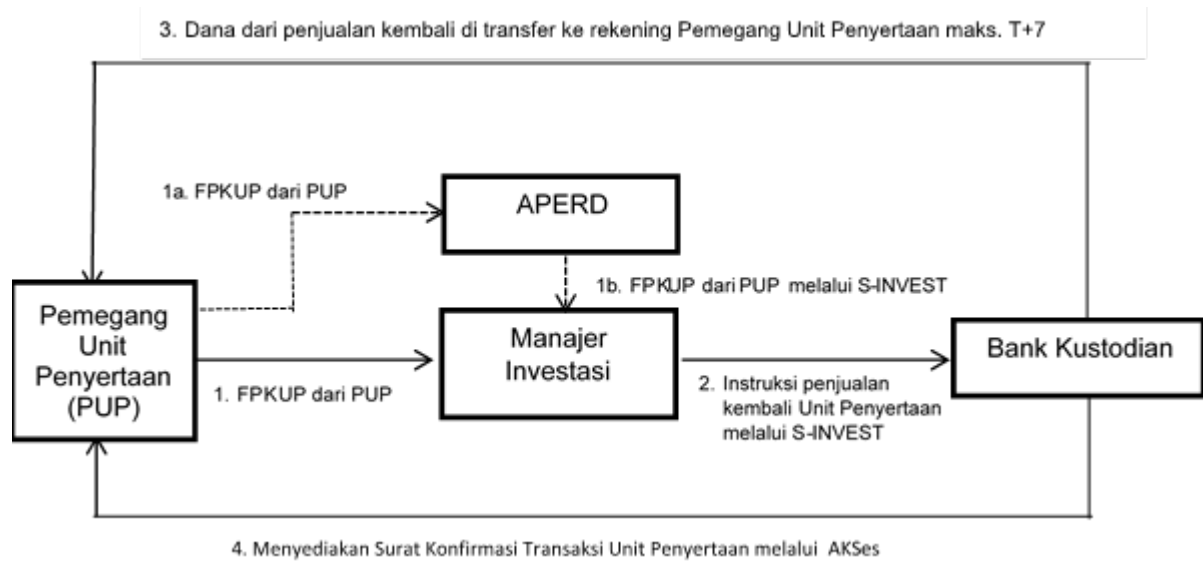 3. Dana dari penjualan kembali di transfer ke rekening Pemegang Unit Penyertaan maks. T+7
1a. FPKUP dari PUP
APERD
1b. FPKUP dari PUP melalui S-INVEST
Pemegang
Unit
Penyertaan
(PUP)
Manajer
Investasi
Bank Kustodian
1. FPKUP dari PUP
2. Instruksi penjualan
kembali Unit Penyertaan
melalui S-INVEST
4. Menyediakan Surat Konfirmasi Transaksi Unit Penyertaan melalui AKSes